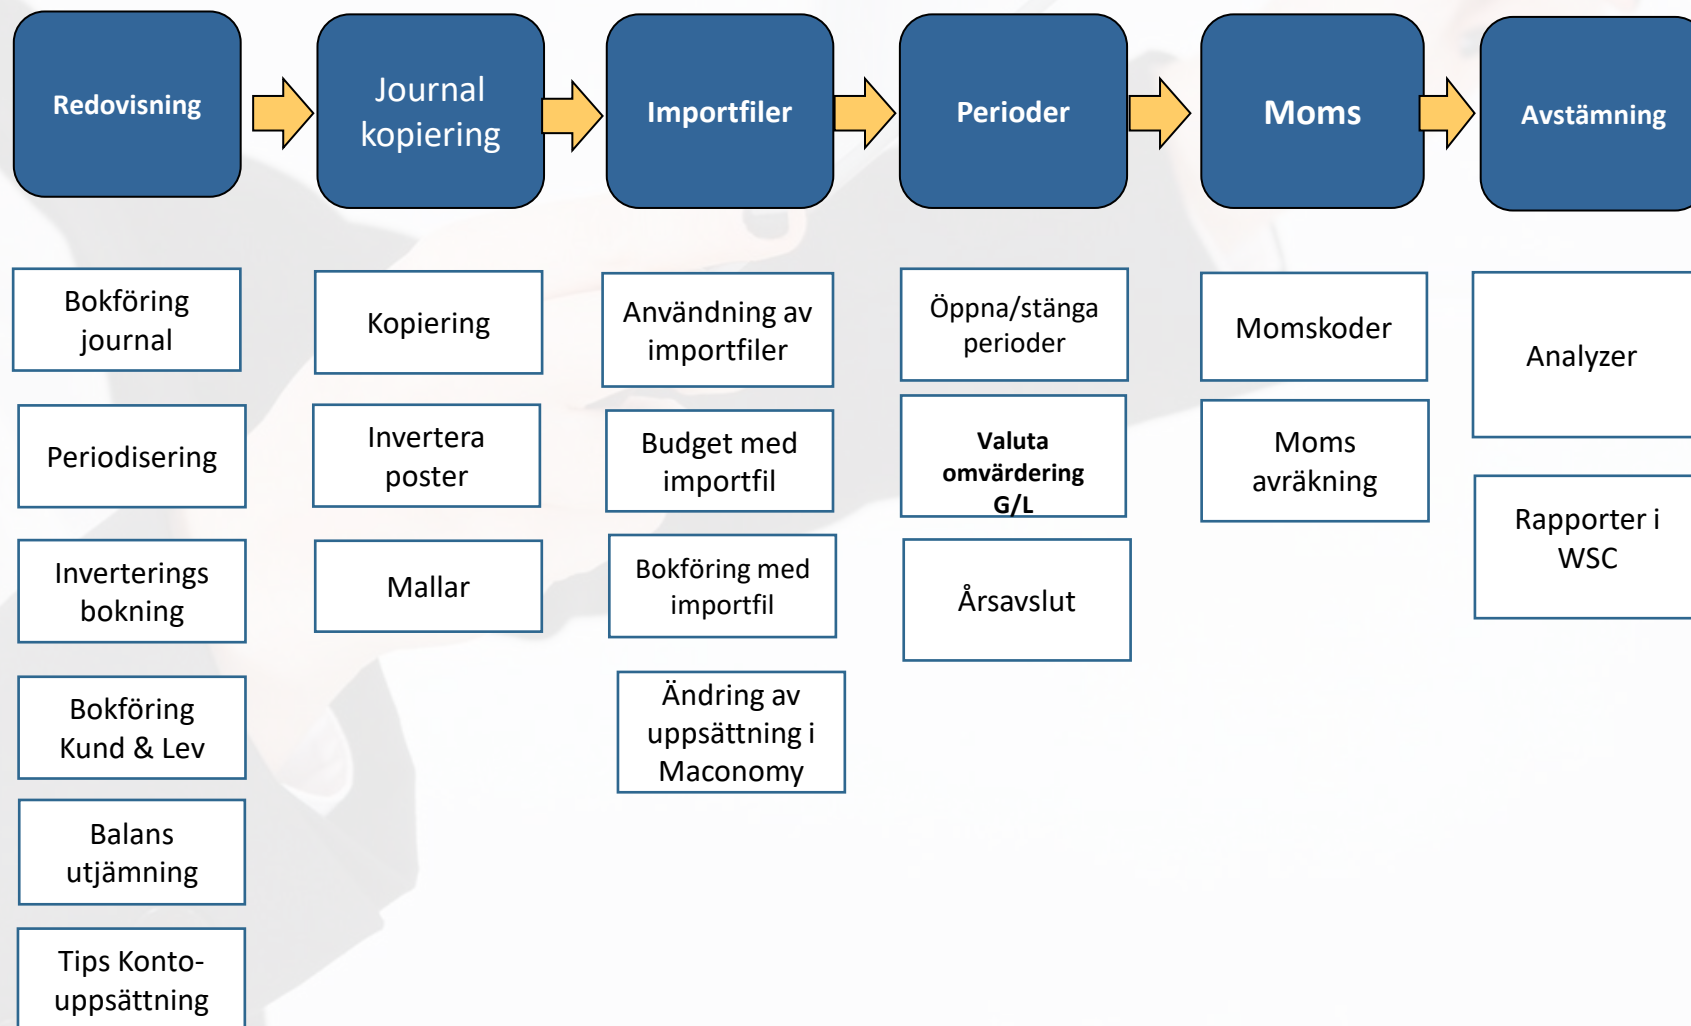 Redovisning
Journal
kopiering
Importfiler
Perioder
Moms
Avstämning
Bokföring
journal
Periodisering
Inverterings
bokning
Bokföring
Kund & Lev
Balans
utjämning
Tips Konto-
uppsättning
Kopiering
Invertera
poster
Mallar
Användning av
importfiler
Budget med
importfil
Bokföring med
importfil
Ändring av
uppsättning i
Maconomy
Öppna/stänga
perioder
Valuta
omvärdering
G/L
Årsavslut
Momskoder
Moms
avräkning
Analyzer
Rapporter i
WSC